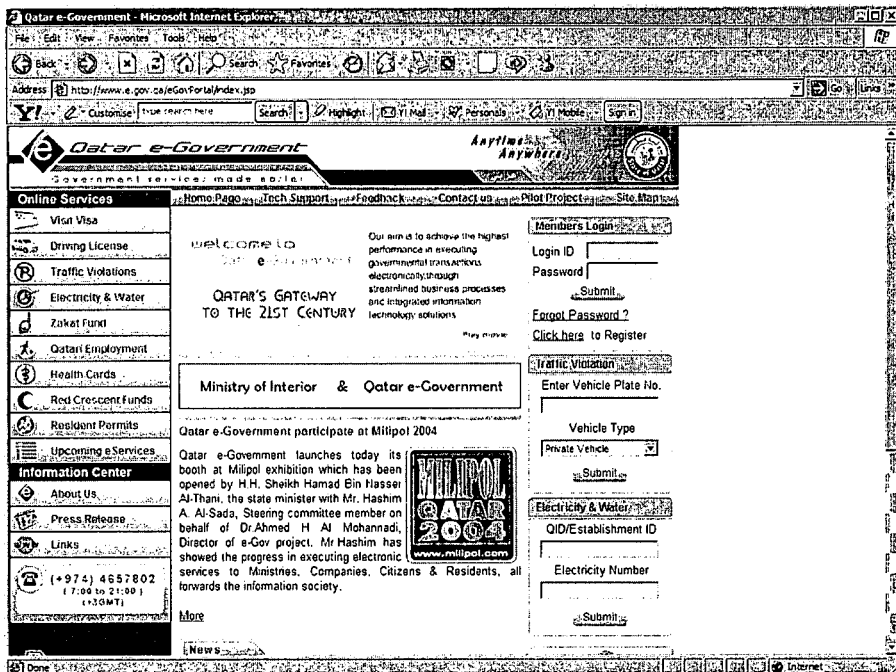 Qatar e-Government - Microsoft Internet Explorer
File Edit View Favorites Tools Help
Back Search Favorites
Address http://www.e.gov.qa/eGovPortal/index.jsp Go Links
Y! Customise type search here Search Highlight Y! Mail Personals Y! Mobile Sign in
Qatar e-Government
Anytime
Anywhere
Government services made easier
Online Services
Home Page Tech Support Feedback Contact us Pilot Project Site Map
Visit Visa
Driving License
Traffic Violations
Electricity & Water
Zakat Fund
Qatari Employment
Health Cards
Red Crescent Funds
Resident Permits
Upcoming eServices
Information Center
About Us
Press Release
Links
(+974) 4657802
(7:00 to 21:00)
(+3GMT)
welcome to
Qatar e-Government
QATAR'S GATEWAY
TO THE 21ST CENTURY
Our aim is to achieve the highest
performance in executing
governmental transactions
electronically, through
streamlined business processes
and integrated information
technology solutions
Play movie
Ministry of Interior & Qatar e-Government
Qatar e-Government participate at Milipol 2004
Qatar e-Government launches today its
booth at Milipol exhibition which has been
opened by H.H. Sheikh Hamad Bin Nasser
Al-Thani, the state minister with Mr. Hashim
A. Al-Sada, Steering committee member on
behalf of Dr.Ahmed H Al Mohannadi,
Director of e-Gov project. Mr Hashim has
showed the progress in executing electronic
services to Ministries, Companies, Citizens & Residents, all
forwards the information society.
MILIPOL
QATAR
2004
www.milipol.com
More
News
Members Login
Login ID
Password
Submit
Forgot Password ?
Click here to Register
Traffic Violation
Enter Vehicle Plate No.
Vehicle Type
Private Vehicle
Submit
Electricity & Water
QID/Establishment ID
Electricity Number
Submit
Done Internet